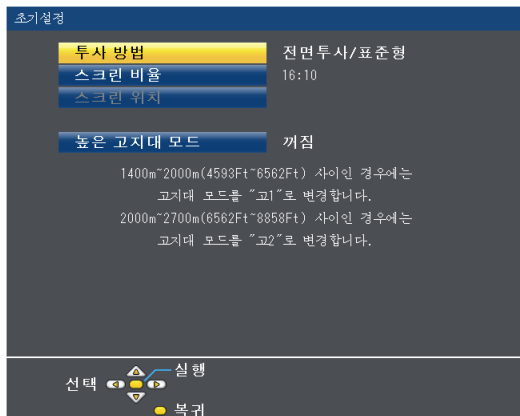 초기설정
투사 방법 전면투사/표준형
스크린 비율 16:10
스크린 위치
높은 고지대 모드 꺼짐
1400m~2000m(4593Ft~6562Ft) 사이인 경우에는
고지대 모드를 "고1"로 변경합니다.
2000m~2700m(6562Ft~8858Ft) 사이인 경우에는
고지대 모드를 "고2"로 변경합니다.
실행
선택
복귀